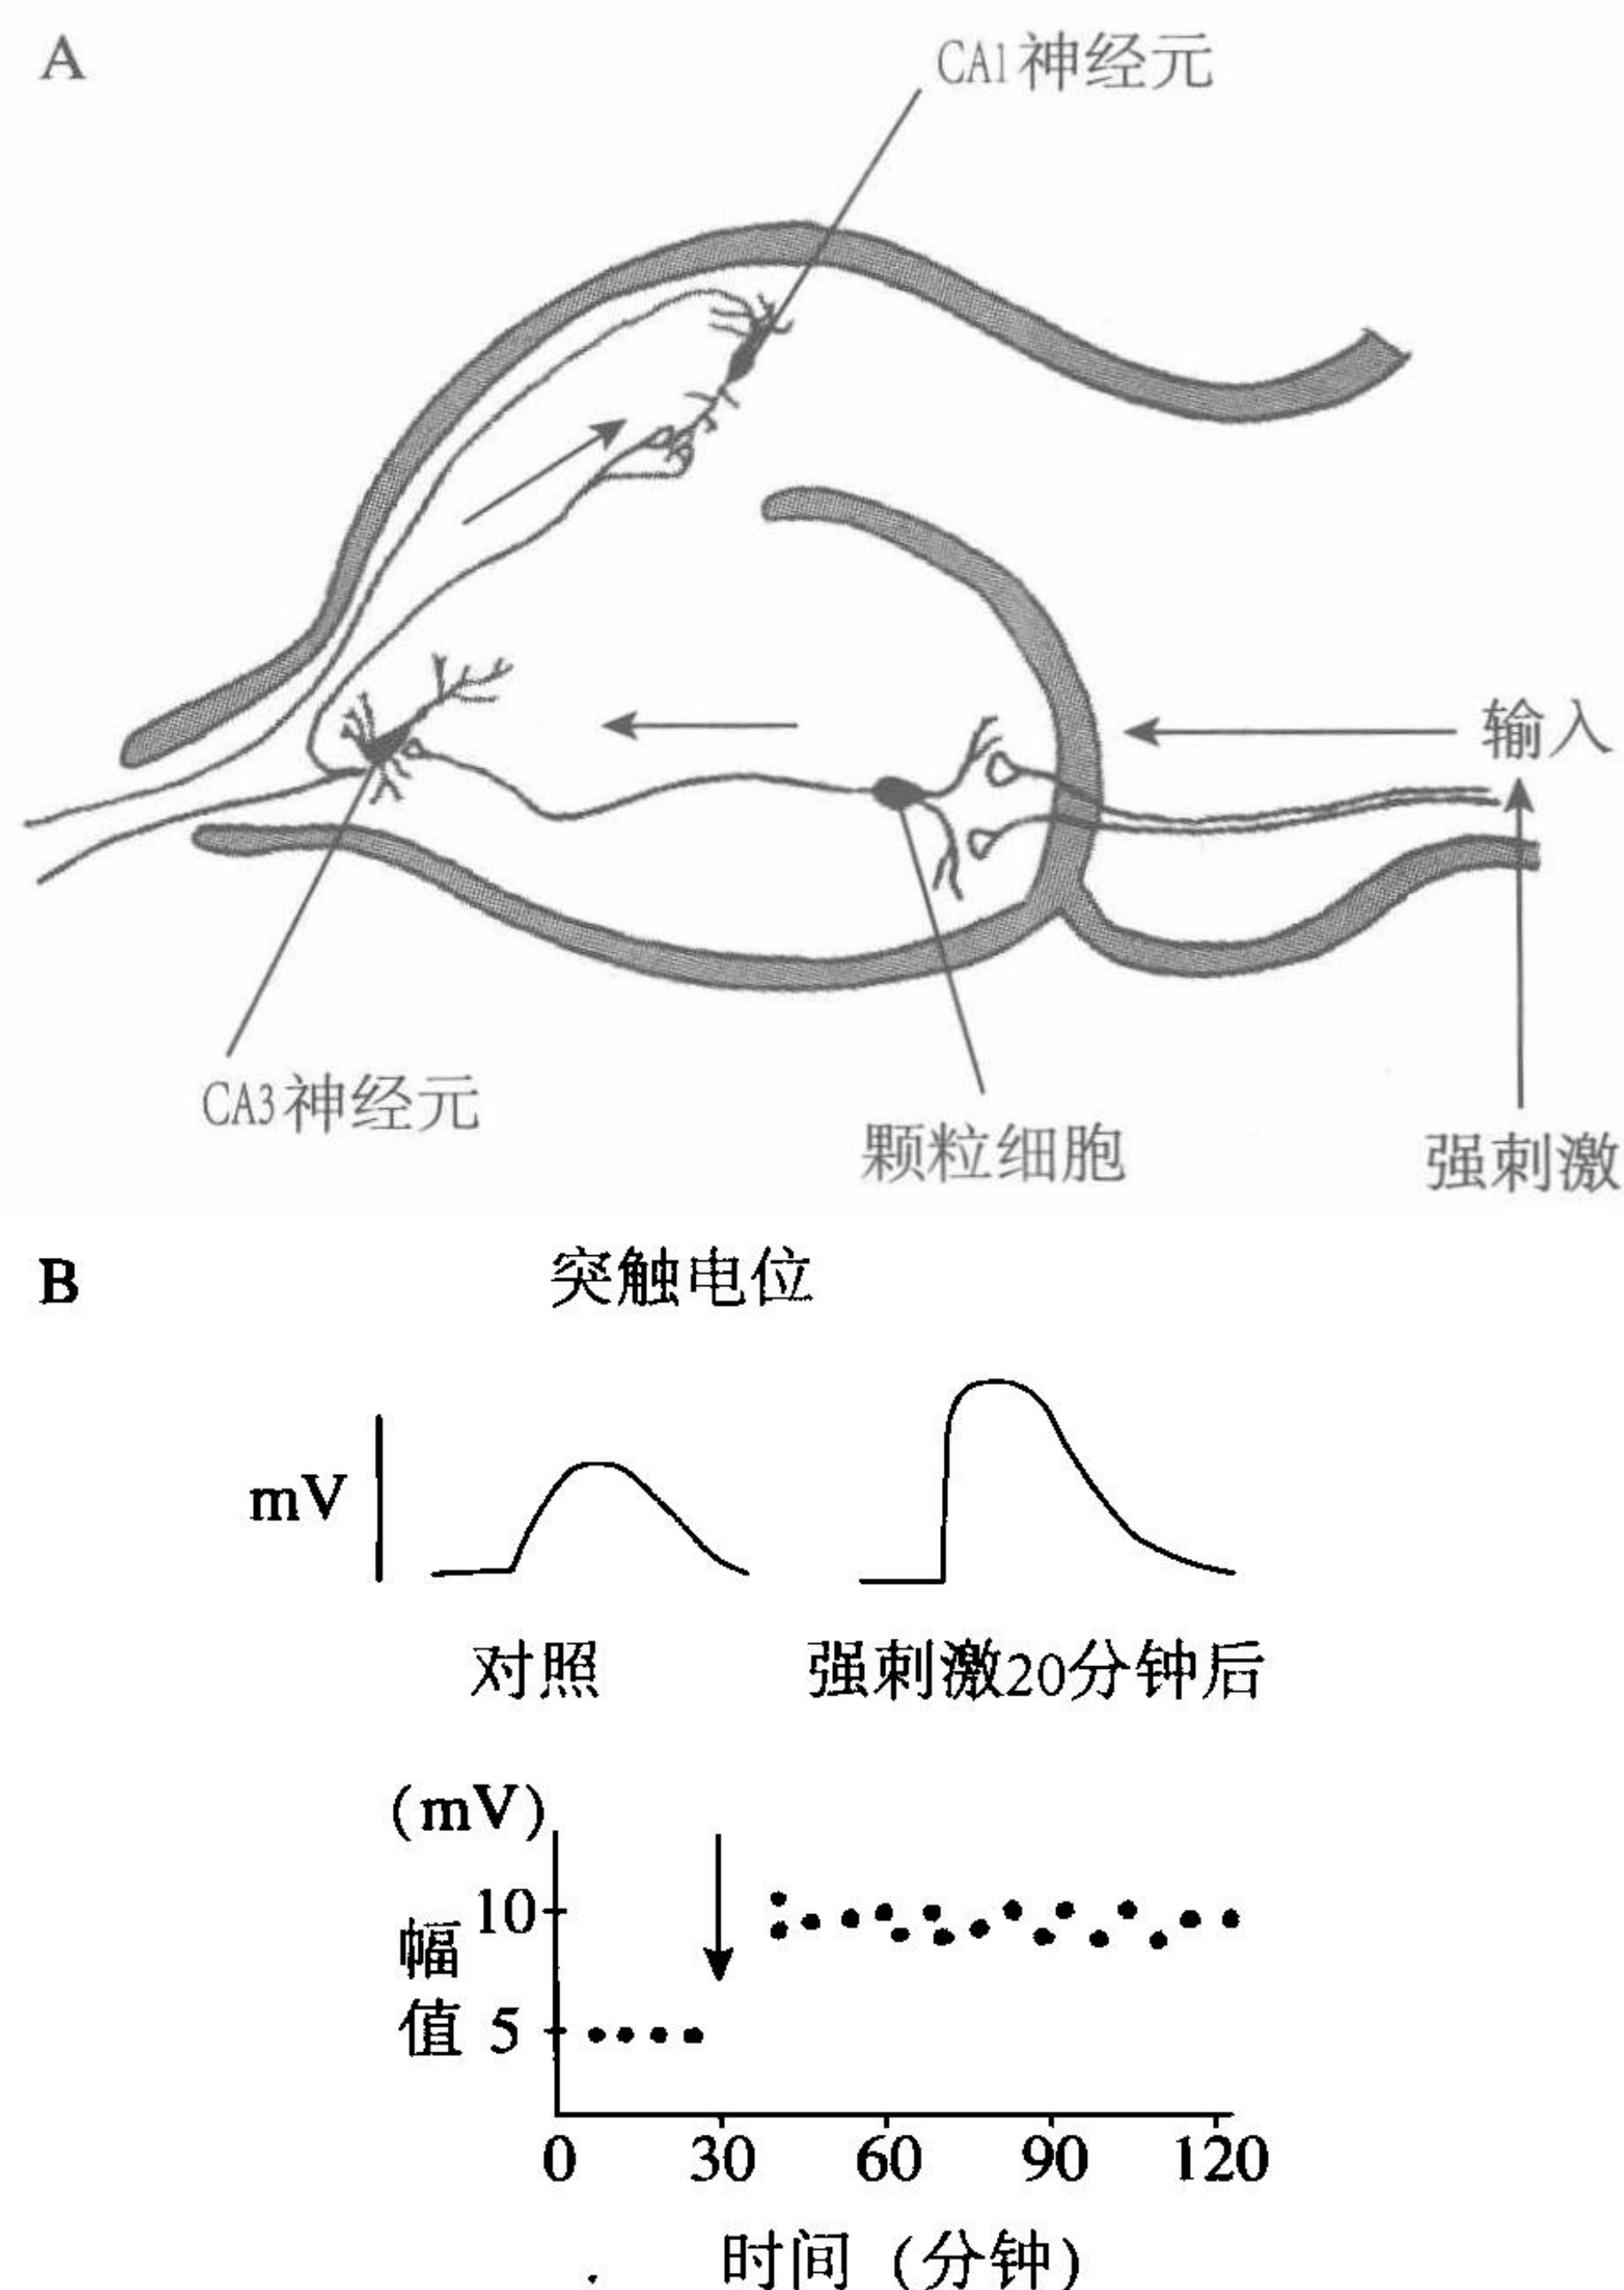 A
CA1神经元
输入
CA3神经元
颗粒细胞
强刺激
B
突触电位
mV
对照
强刺激20分钟后
(mV)
幅值
10
5
0 30 60 90 120
时间 (分钟)